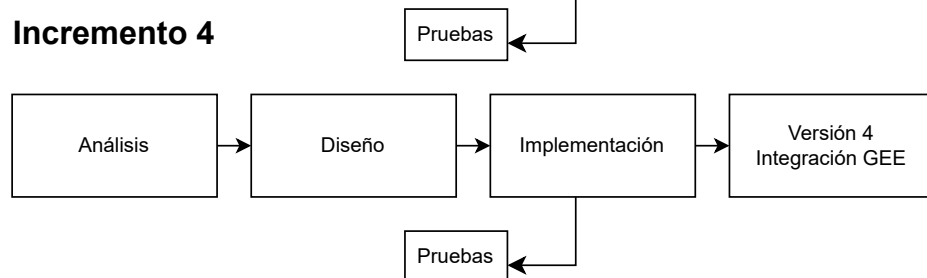 Incremento 4
Pruebas
Análisis
Diseño
Implementación
Versión 4
Integración GEE
Pruebas